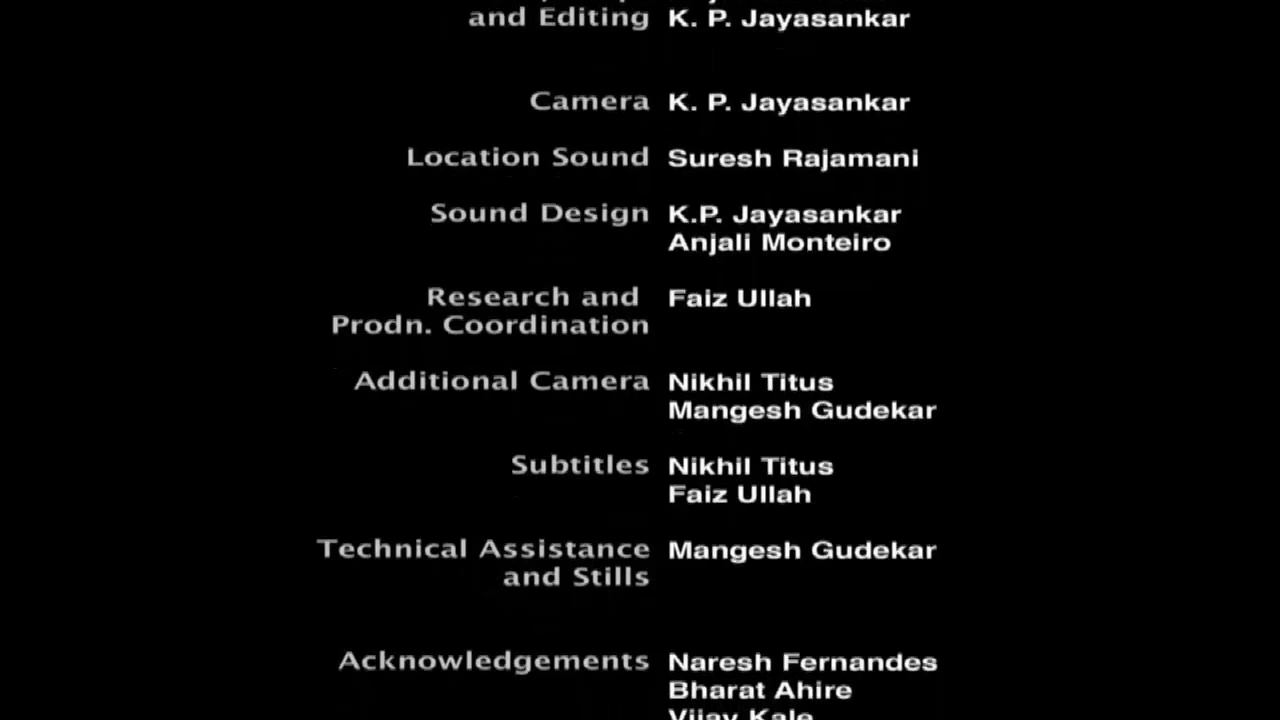 and Editing K. P. Jayasankar
Camera K. P. Jayasankar
Location Sound Suresh Rajamani
Sound Design K.P. Jayasankar
Anjali Monteiro
Research and Faiz Ullah
Prodn. Coordination
Additional Camera Nikhil Titus
Mangesh Gudekar
Subtitles Nikhil Titus
Faiz Ullah
Technical Assistance Mangesh Gudekar
and Stills
Acknowledgements Naresh Fernandes
Bharat Ahire
Vijay Kale